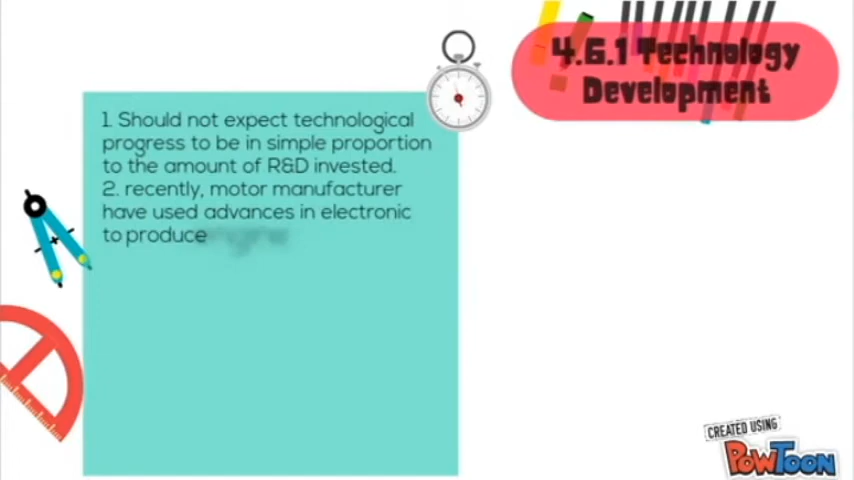 4.6.1 Technology
Development
1. Should not expect technological
progress to be in simple proportion
to the amount of R&D invested.
2. recently, motor manufacturer
have used advances in electronic
to produce
CREATED USING
POWTOON